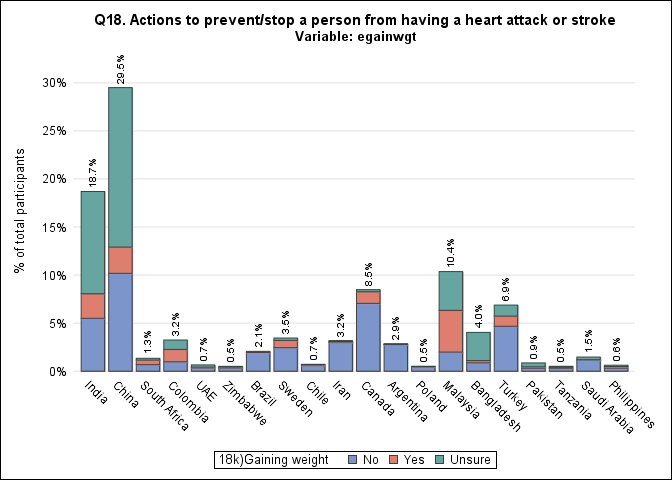 Q18. Actions to prevent/stop a person from having a heart attack or stroke
Variable: egainwgt
% of total participants
30%
25%
20%
15%
10%
5%
0%
18.7%
29.5%
1.3%
3.2%
0.7%
0.5%
2.1%
3.5%
0.7%
3.2%
8.5%
2.9%
0.5%
10.4%
4.0%
6.9%
0.9%
0.5%
1.5%
0.6%
India
China
South Africa
Colombia
UAE
Zimbabwe
Brazil
Sweden
Chile
Iran
Canada
Argentina
Poland
Malaysia
Bangladesh
Turkey
Pakistan
Tanzania
Saudi Arabia
Philippines
18k)Gaining weight No Yes Unsure